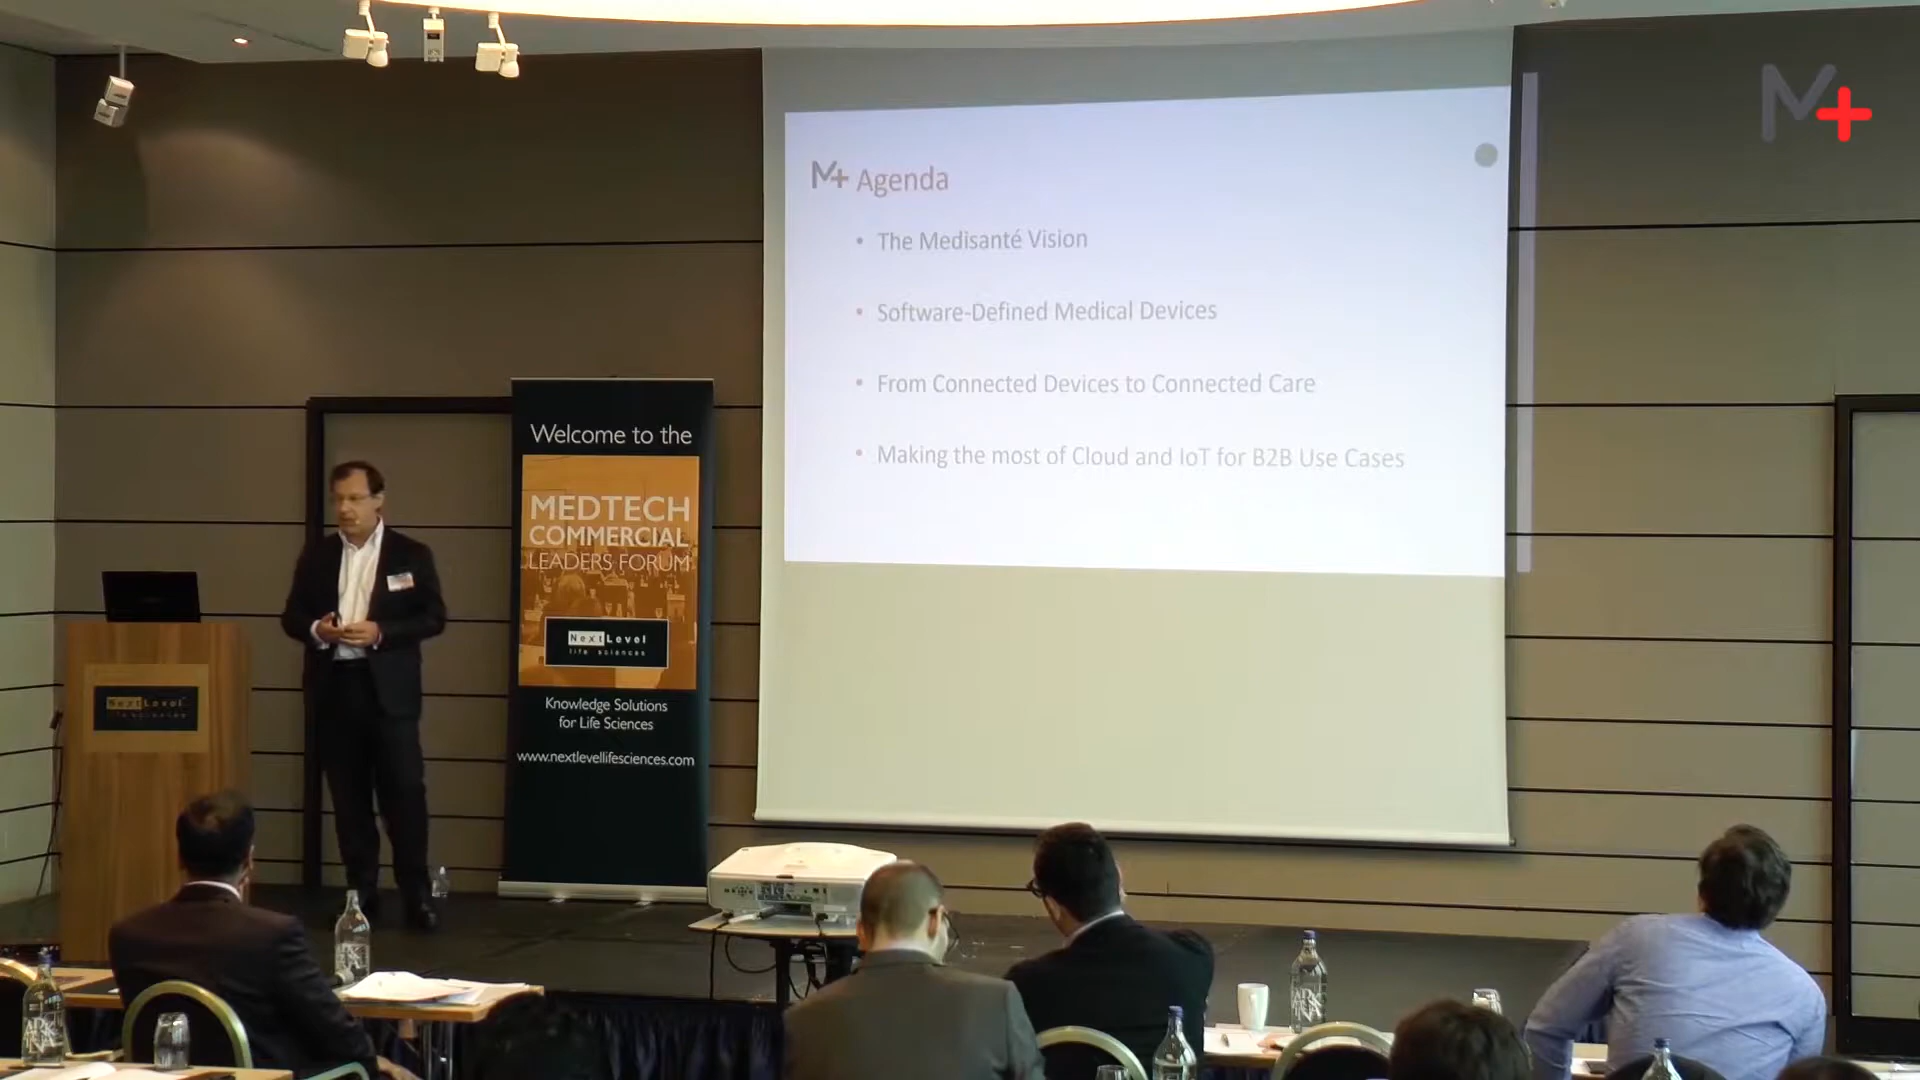 M+
M+ Agenda
• The Medisanté Vision
• Software-Defined Medical Devices
• From Connected Devices to Connected Care
• Making the most of Cloud and IoT for B2B Use Cases
Welcome to the
MEDTECH
COMMERCIAL
LEADERS FORUM
NextLevel
life sciences
Knowledge Solutions
for Life Sciences
www.nextlevellifesciences.com
NextLevel
life sciences